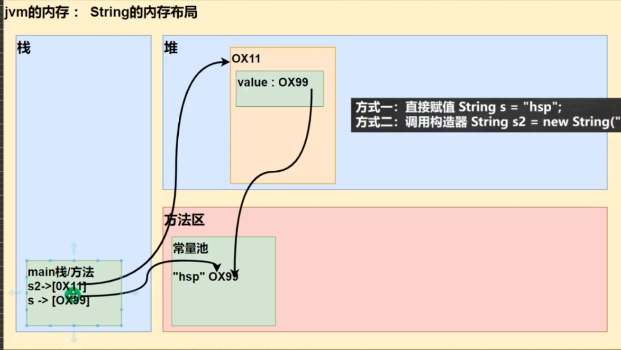 jvm的内存： String的内存布局
栈
堆
OX11
value：OX99
方式一：直接赋值 String s = "hsp";
方式二：调用构造器 String s2 = new String("
方法区
常量池
"hsp" OX99
main栈/方法
s2->[0X11]
s -> [OX99]